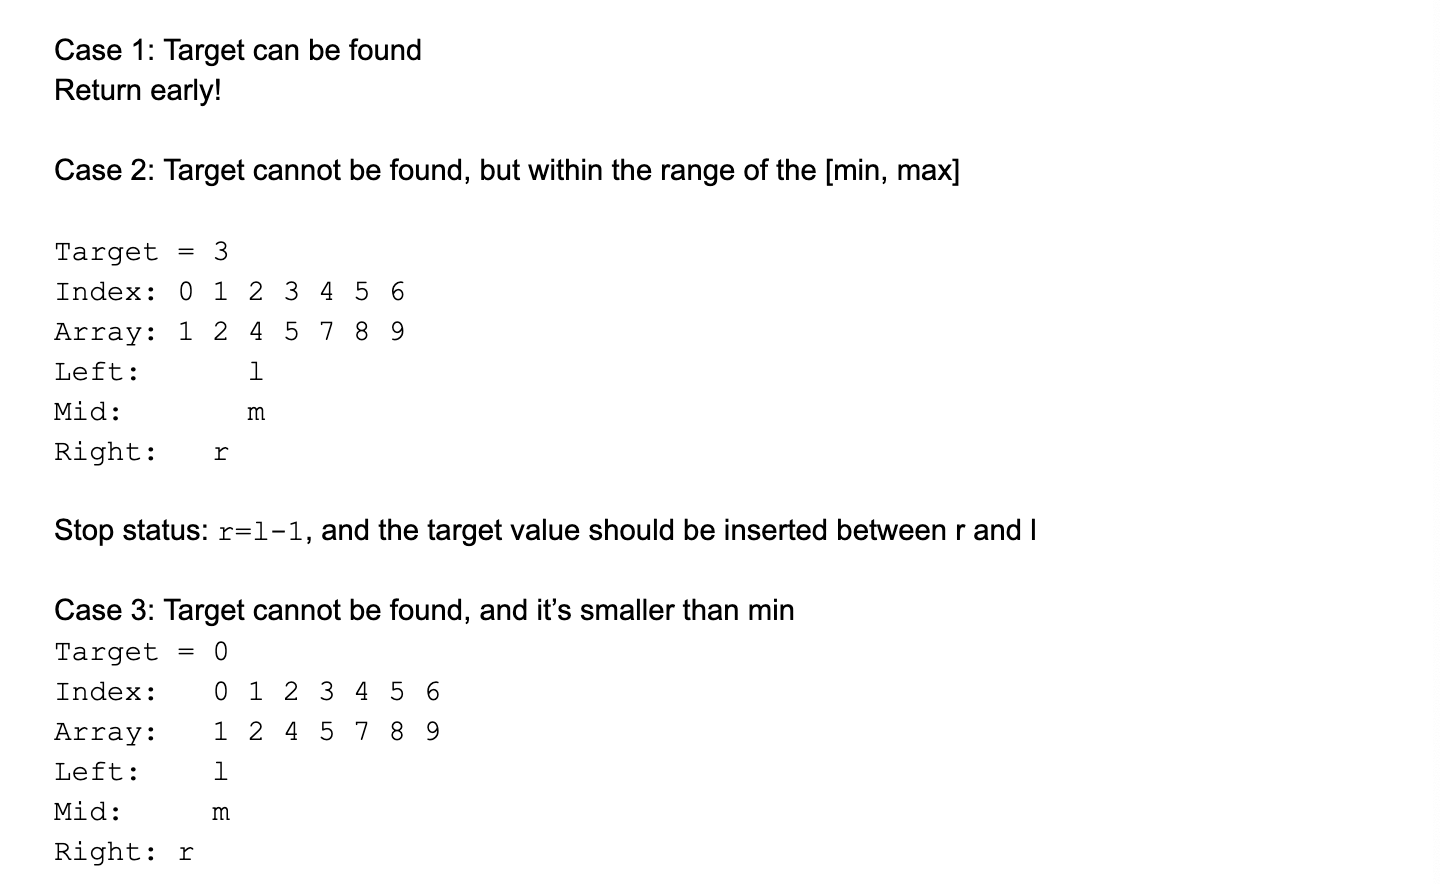 Case 1: Target can be found
Return early!
Case 2: Target cannot be found, but within the range of the [min, max]
Target = 3
Index: 0 1 2 3 4 5 6
Array: 1 2 4 5 7 8 9
Left:      l
Mid:       m
Right:   r
Stop status: r=l-1, and the target value should be inserted between r and l
Case 3: Target cannot be found, and it’s smaller than min
Target = 0
Index:   0 1 2 3 4 5 6
Array:   1 2 4 5 7 8 9
Left:    l
Mid:     m
Right: r